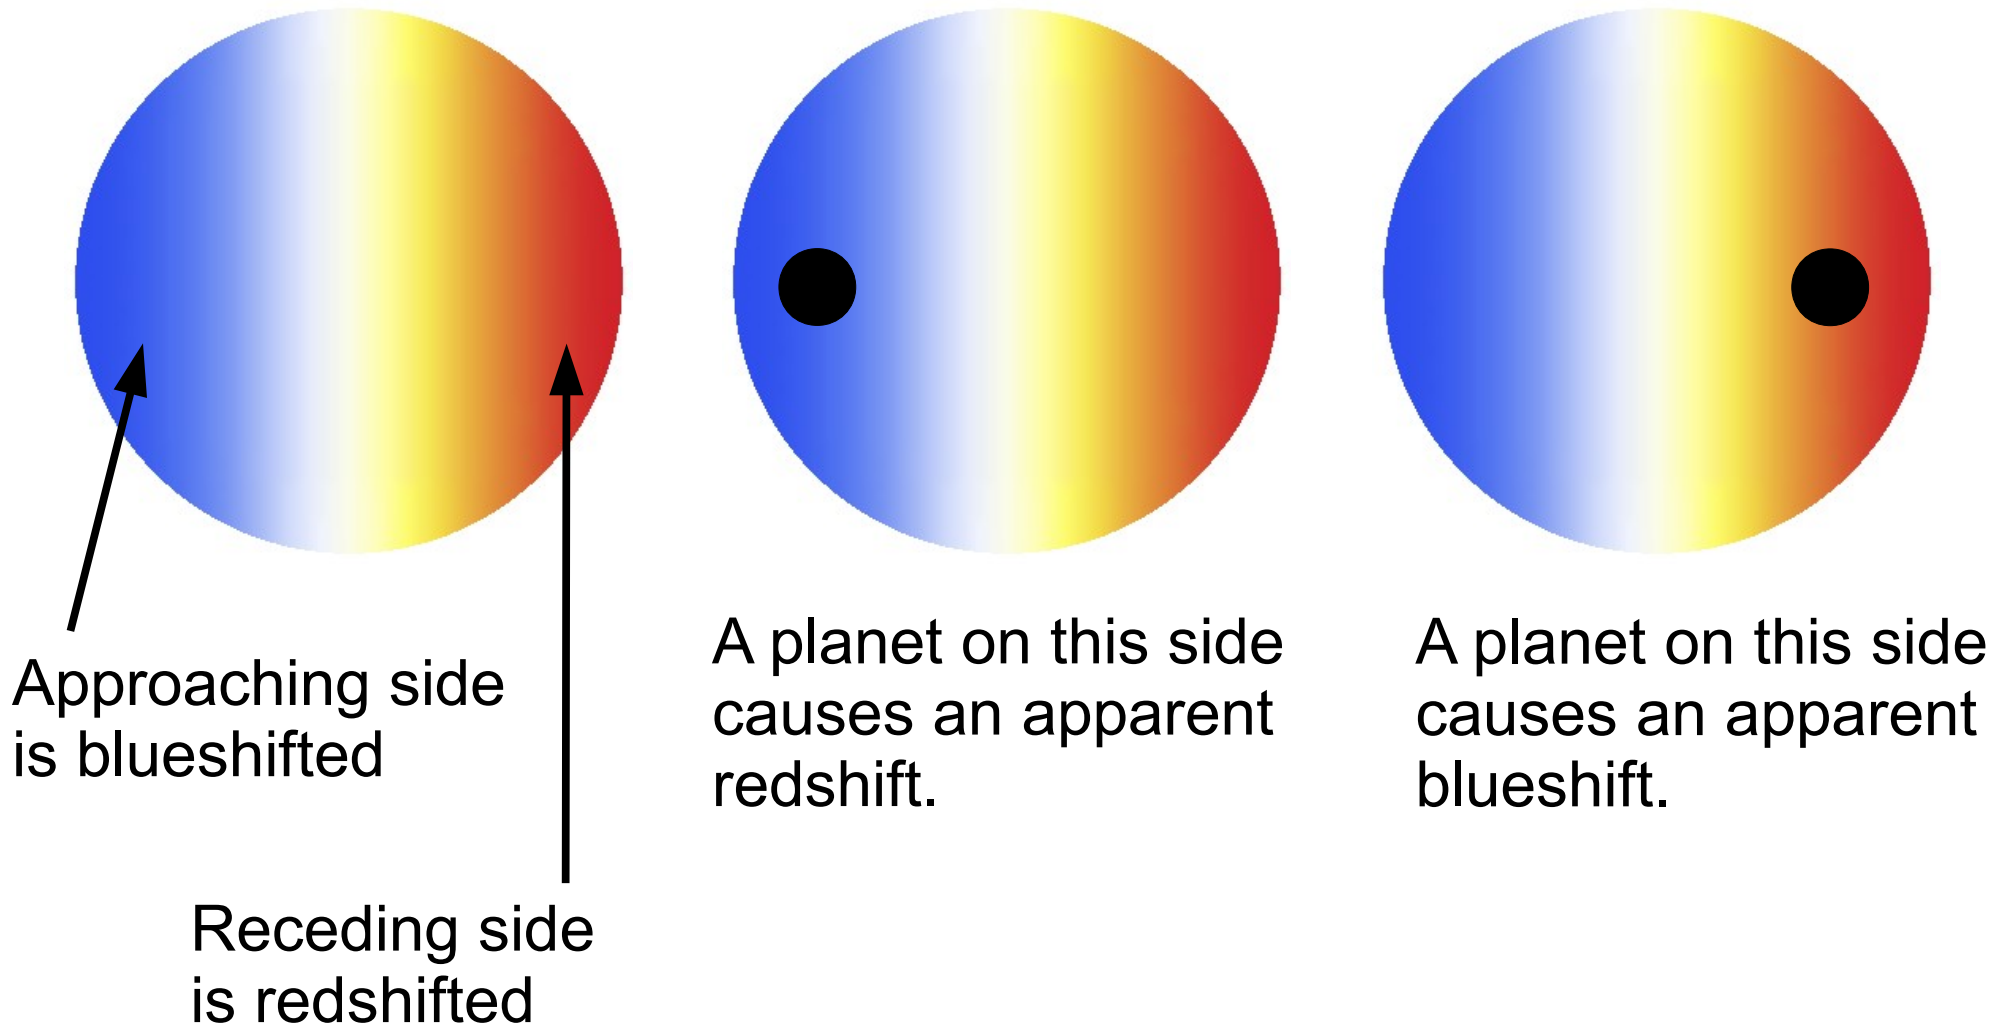 Approaching side
is blueshifted
Receding side
is redshifted
A planet on this side
causes an apparent
redshift.
A planet on this side
causes an apparent
blueshift.